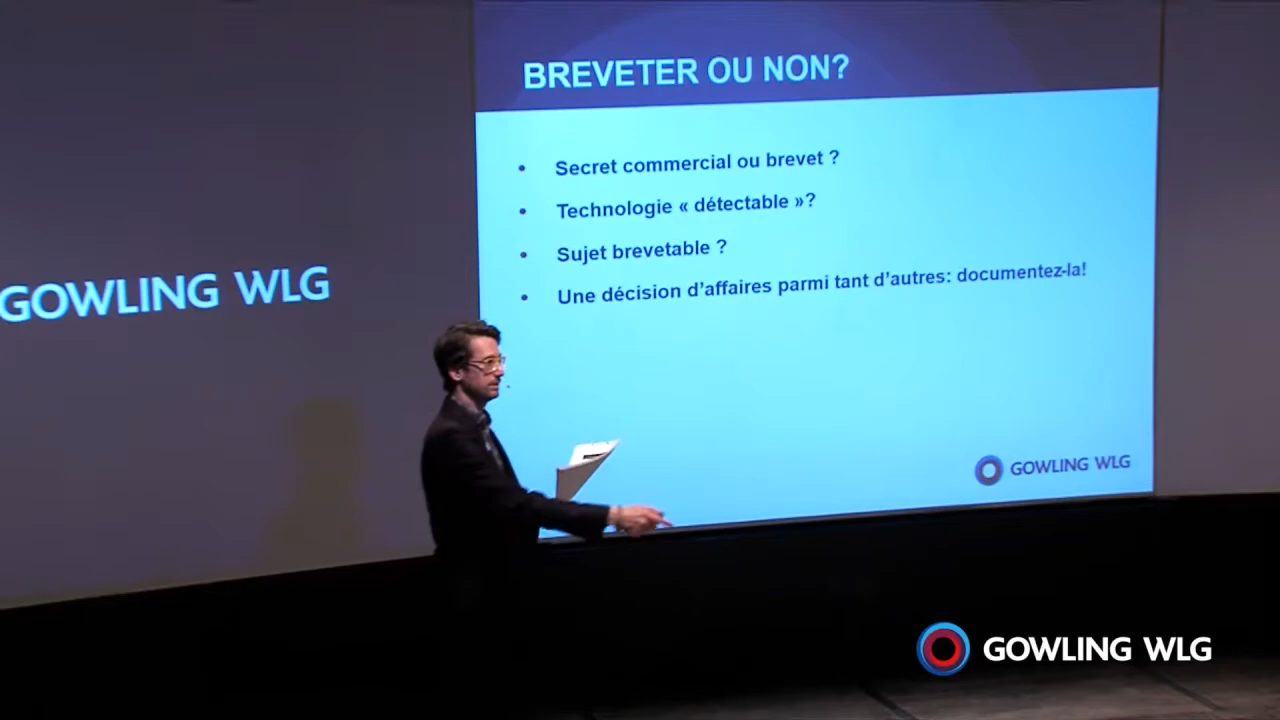 BREVETER OU NON?
• Secret commercial ou brevet ?
• Technologie « détectable »?
• Sujet brevetable ?
• Une décision d'affaires parmi tant d'autres: documentez-la!
GOWLING WLG
GOWLING WLG
GOWLING WLG